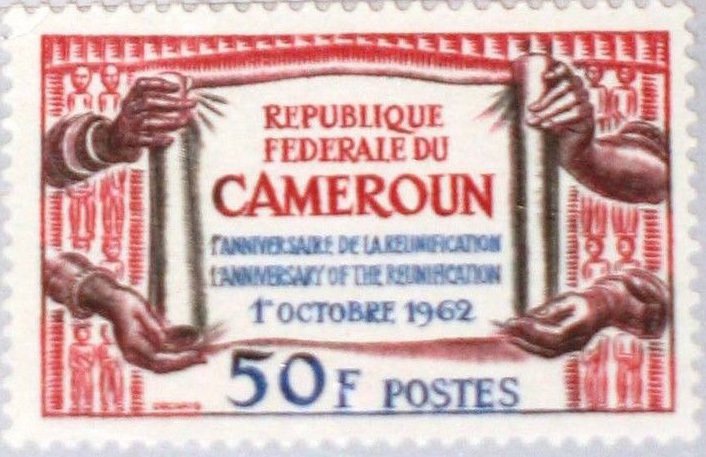 REPUBLIQUE
FEDERALE DU
CAMEROUN
1ᵉʳ ANNIVERSAIRE DE LA REUNIFICATION
1ˢᵗ ANNIVERSARY OF THE REUNIFICATION
1ᵉʳ OCTOBRE 1962
50F POSTES